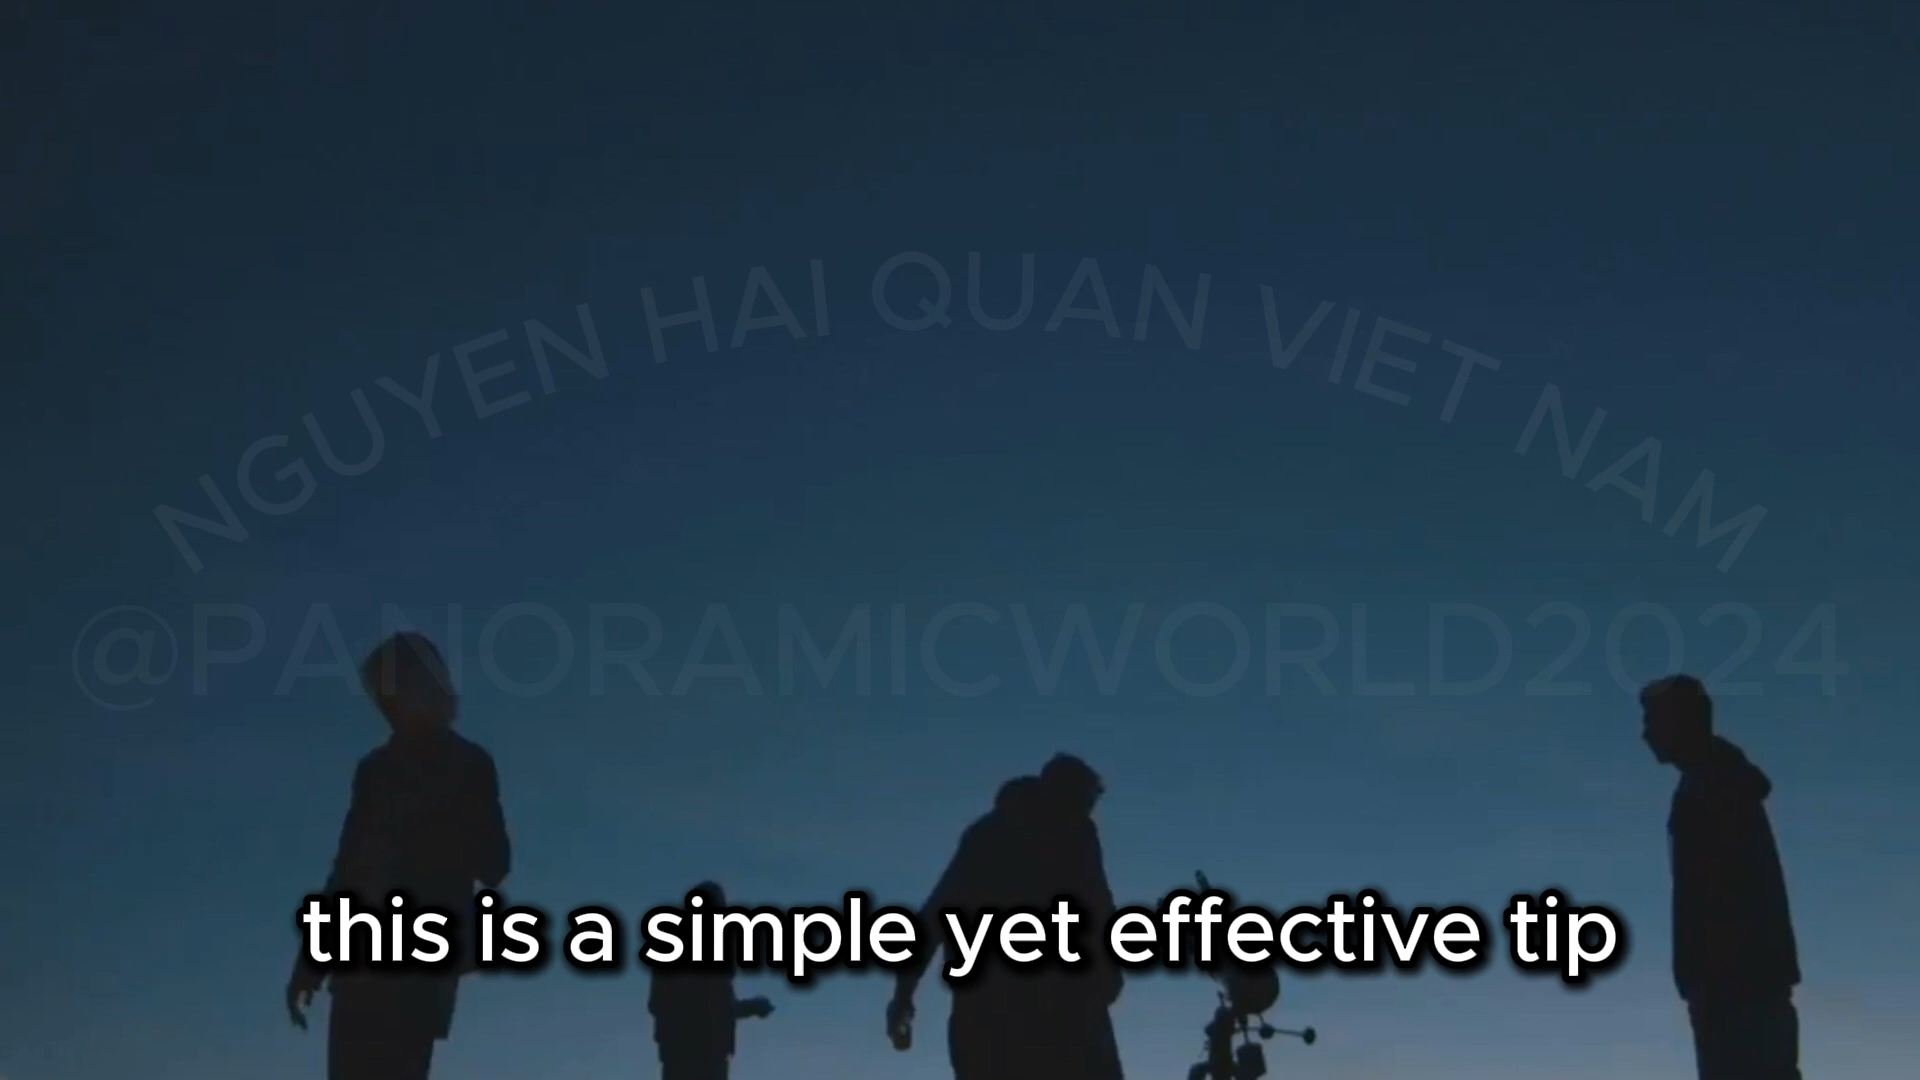 NGUYEN HAI QUAN VIET NAM
@PANORAMICWORLD2024
this is a simple yet effective tip